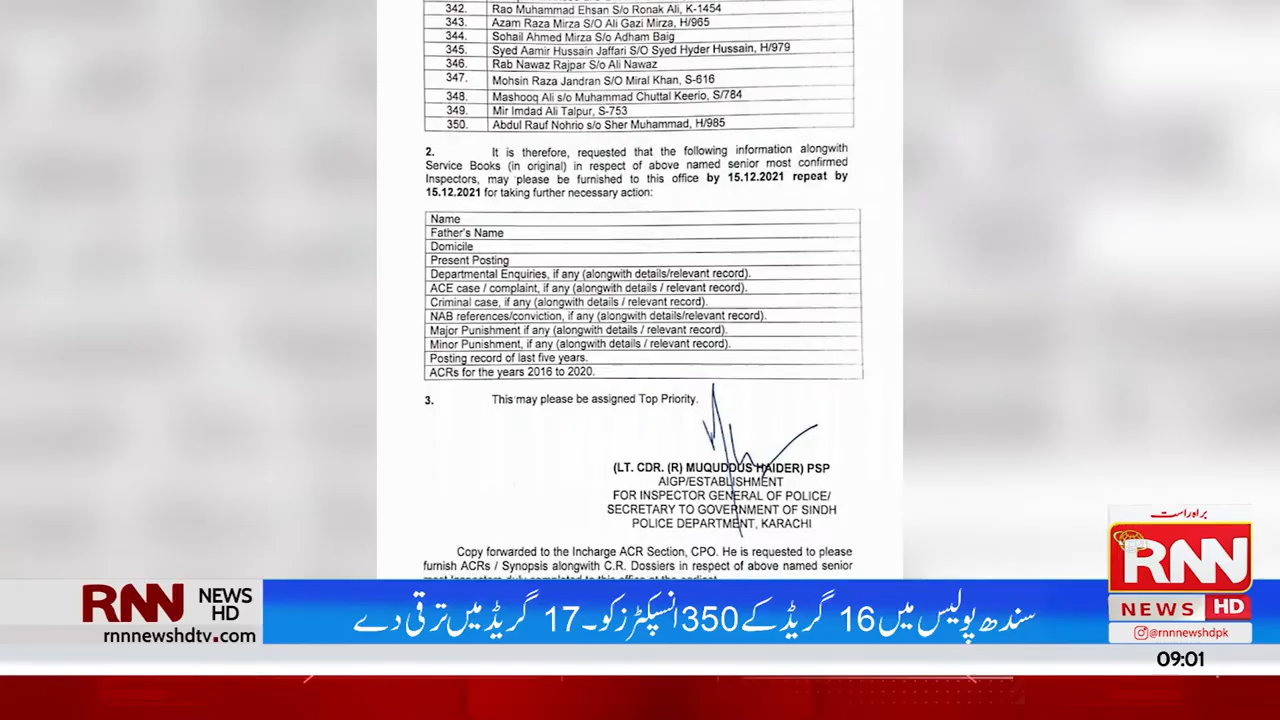 342. Rao Muhammad Ehsan S/o Ronak Ali, K-1454
343. Azam Raza Mirza S/O Ali Gazi Mirza, H/965
344. Sohail Ahmed Mirza S/o Adham Baig
345. Syed Aamir Hussain Jaffari S/O Syed Hyder Hussain, H/979
346. Rab Nawaz Rajpar S/o Ali Nawaz
347. Mohsin Raza Jandran S/O Miral Khan, S-616
348. Mashooq Ali s/o Muhammad Chuttal Keerio, S/784
349. Mir Imdad Ali Talpur, S-753
350. Abdul Rauf Nohrio s/o Sher Muhammad, H/985
2. It is therefore, requested that the following information alongwith
Service Books (in original) in respect of above named senior most confirmed
Inspectors, may please be furnished to this office by 15.12.2021 repeat by
15.12.2021 for taking further necessary action:
Name
Father's Name
Domicile
Present Posting
Departmental Enquiries, if any (alongwith details/relevant record).
ACE case / complaint, if any (alongwith details / relevant record).
Criminal case, if any (alongwith details / relevant record).
NAB references/conviction, if any (alongwith details/relevant record).
Major Punishment if any (alongwith details / relevant record).
Minor Punishment, if any (alongwith details / relevant record).
Posting record of last five years.
ACRs for the years 2016 to 2020.
3. This may please be assigned Top Priority.
(LT. CDR. (R) MUQUDDUS HAIDER) PSP
AIGP/ESTABLISHMENT
FOR INSPECTOR GENERAL OF POLICE/
SECRETARY TO GOVERNMENT OF SINDH
POLICE DEPARTMENT, KARACHI
Copy forwarded to the Incharge ACR Section, CPO. He is requested to please
furnish ACRs / Synopsis alongwith C.R. Dossiers in respect of above named senior
براہ راست
RNN
NEWS HD
@rnnnewshdpk
RNN NEWS HD
rnnnewshdtv.com
سندھ پولیس میں 16 گریڈ کے 350 انسپکٹرز کو۔ 17 گریڈ میں ترقی دے
09:01